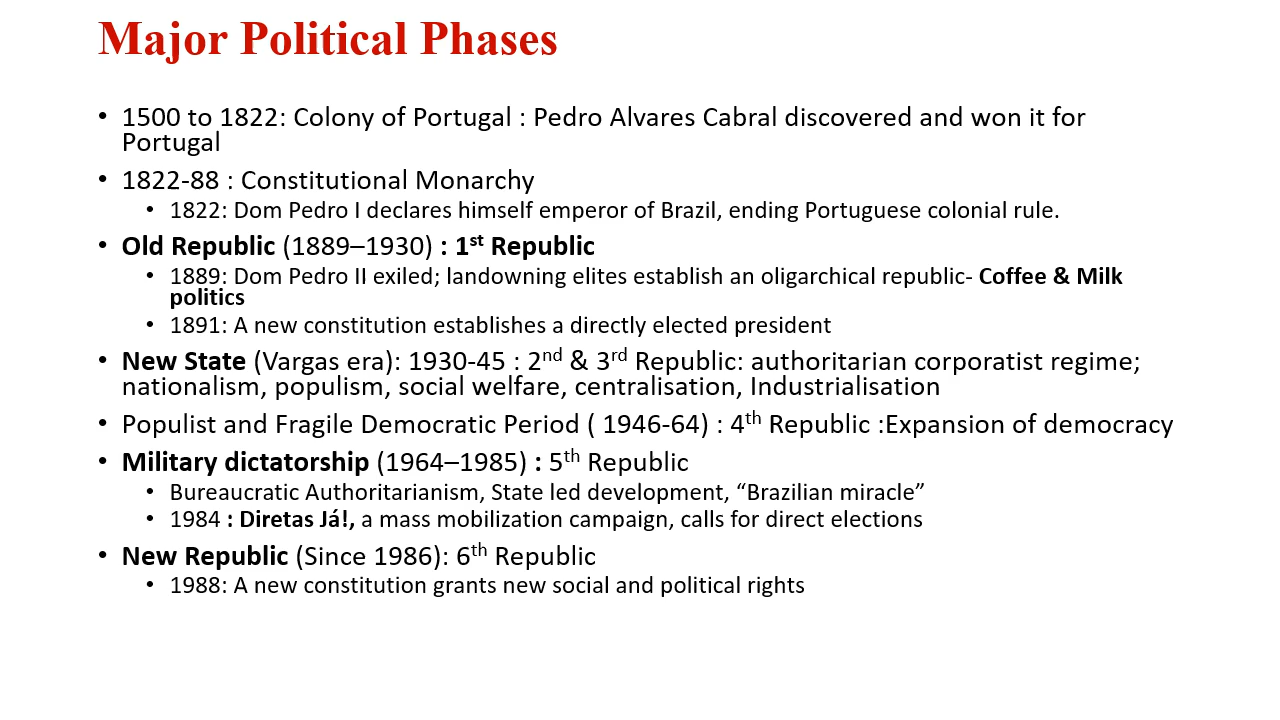 Major Political Phases
• 1500 to 1822: Colony of Portugal : Pedro Alvares Cabral discovered and won it for
Portugal
• 1822-88 : Constitutional Monarchy
• 1822: Dom Pedro I declares himself emperor of Brazil, ending Portuguese colonial rule.
• Old Republic (1889–1930) : 1st Republic
• 1889: Dom Pedro II exiled; landowning elites establish an oligarchical republic- Coffee & Milk
politics
• 1891: A new constitution establishes a directly elected president
• New State (Vargas era): 1930-45 : 2nd & 3rd Republic: authoritarian corporatist regime;
nationalism, populism, social welfare, centralisation, Industrialisation
• Populist and Fragile Democratic Period ( 1946-64) : 4th Republic :Expansion of democracy
• Military dictatorship (1964–1985) : 5th Republic
• Bureaucratic Authoritarianism, State led development, “Brazilian miracle”
• 1984 : Diretas Já!, a mass mobilization campaign, calls for direct elections
• New Republic (Since 1986): 6th Republic
• 1988: A new constitution grants new social and political rights